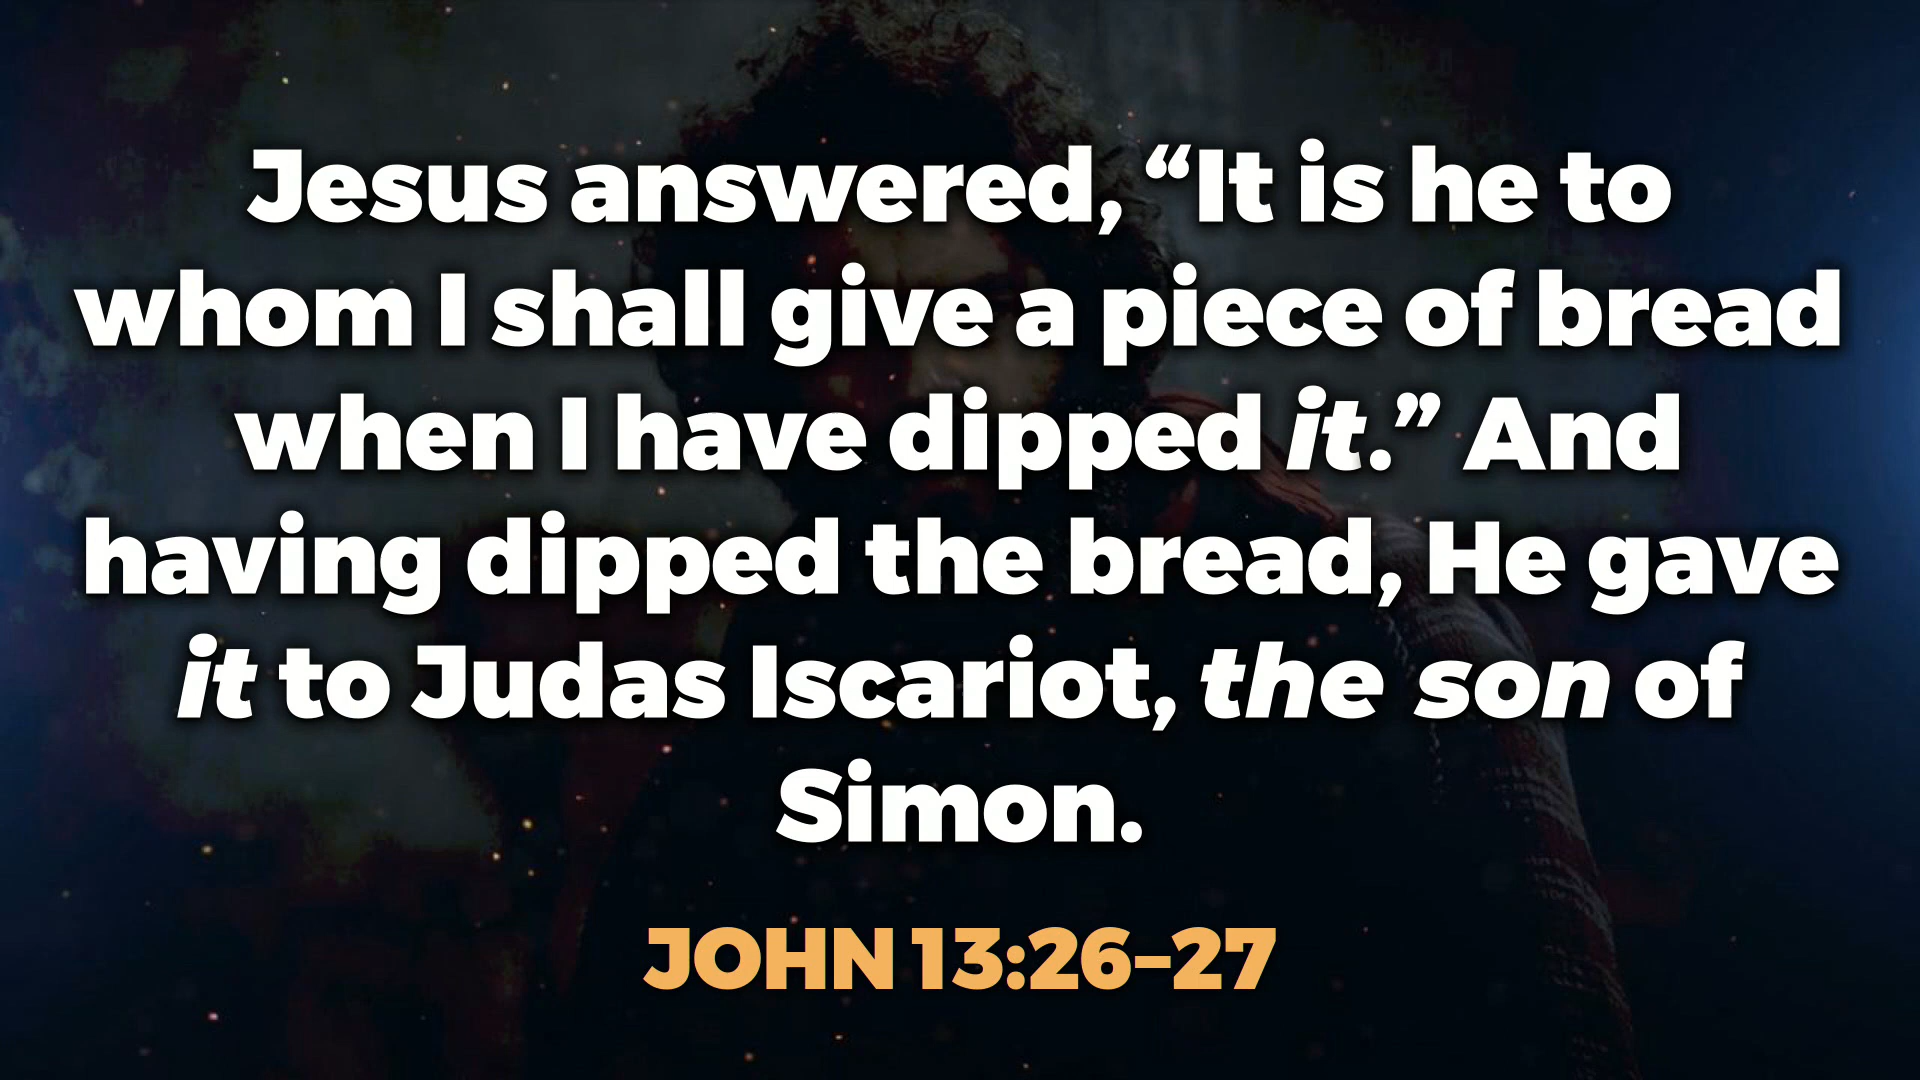 Jesus answered, “It is he to
whom I shall give a piece of bread
when I have dipped it.” And
having dipped the bread, He gave
it to Judas Iscariot, the son of
Simon.
JOHN 13:26–27